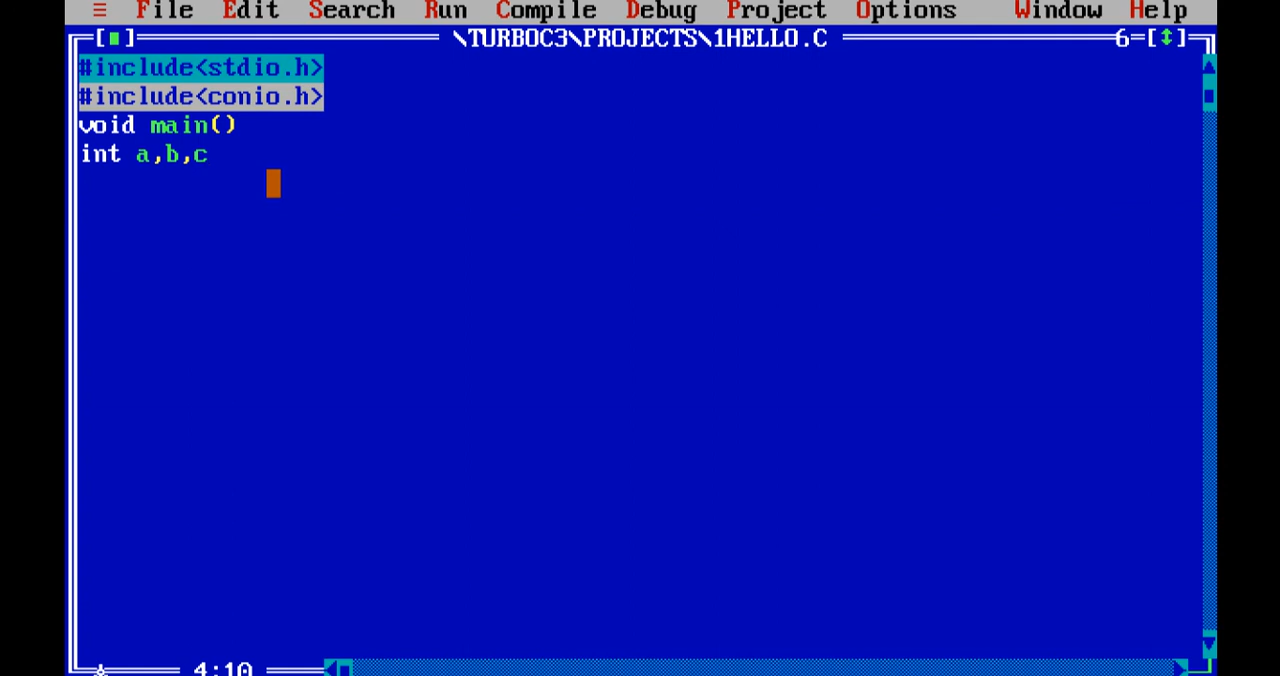 ≡ File Edit Search Run Compile Debug Project Options Window Help
[■] \TURBOC3\PROJECTS\1HELLO.C 6=[↕]
#include<stdio.h>
#include<conio.h>
void main()
int a,b,c
4:10